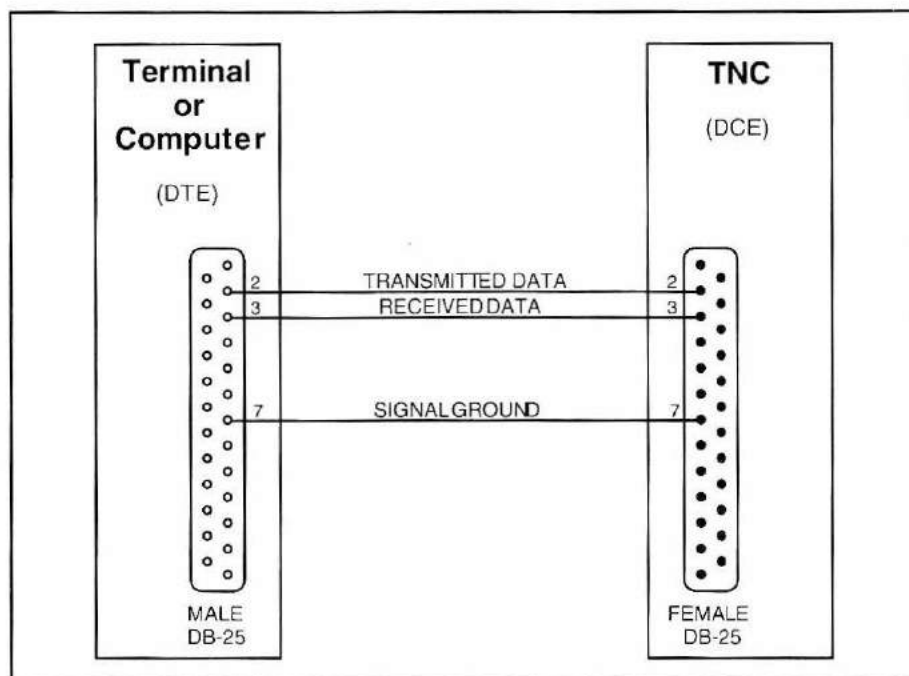 Terminal
or
Computer
(DTE)
TNC
(DCE)
2 TRANSMITTED DATA 2
3 RECEIVED DATA 3
7 SIGNAL GROUND 7
MALE
DB-25
FEMALE
DB-25